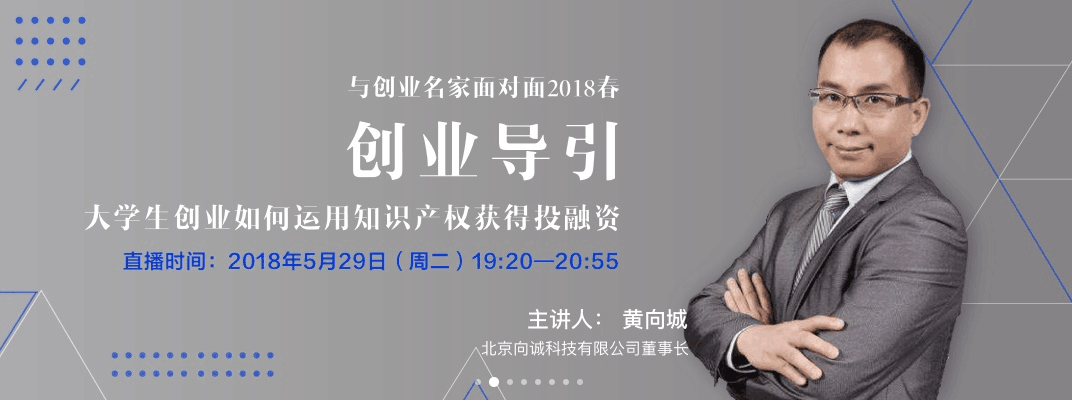 与创业名家面对面2018春
创业导引
大学生创业如何运用知识产权获得投融资
直播时间：2018年5月29日（周二）19:20—20:55
主讲人： 黄向城
北京向诚科技有限公司董事长